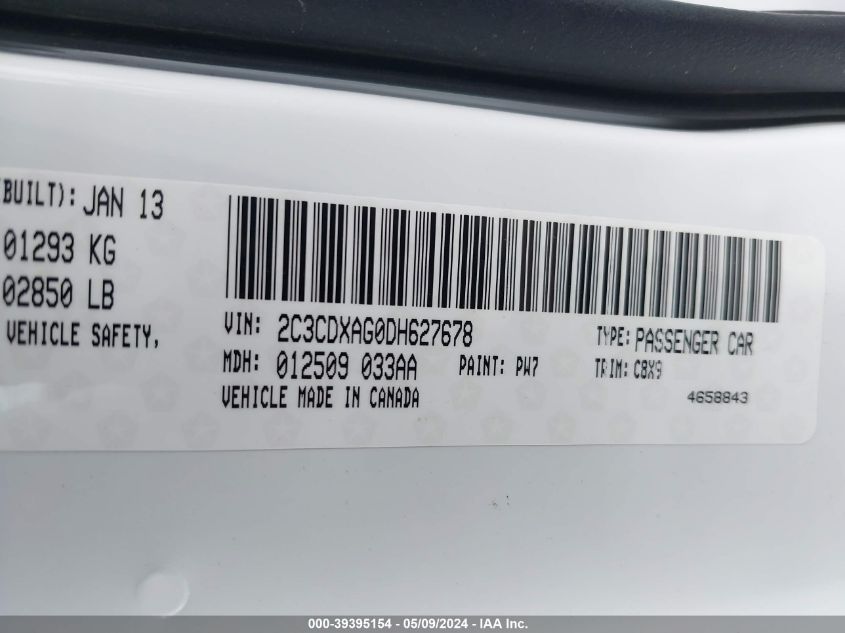 BUILT): JAN 13
01293 KG
02850 LB
VEHICLE SAFETY,
VIN: 2C3CDXAG0DH627678
TYPE: PASSENGER CAR
MDH: 012509 033AA
PAINT: PW7
TRIM: C8X9
VEHICLE MADE IN CANADA
4658843
000-39395154 - 05/09/2024 - IAA Inc.